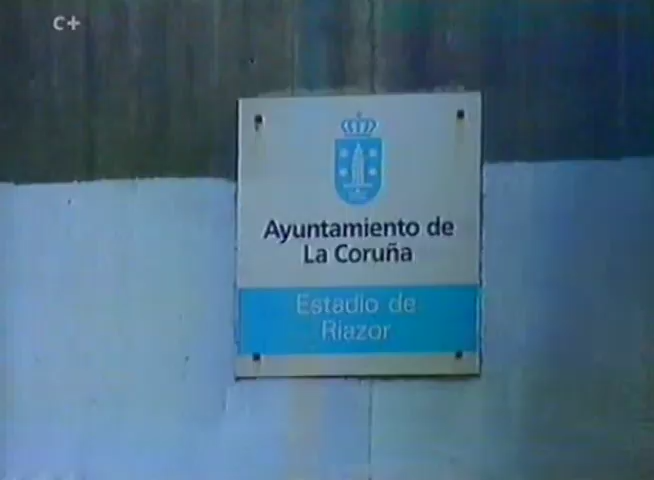 C+
Ayuntamiento de
La Coruña
Estadio de
Riazor